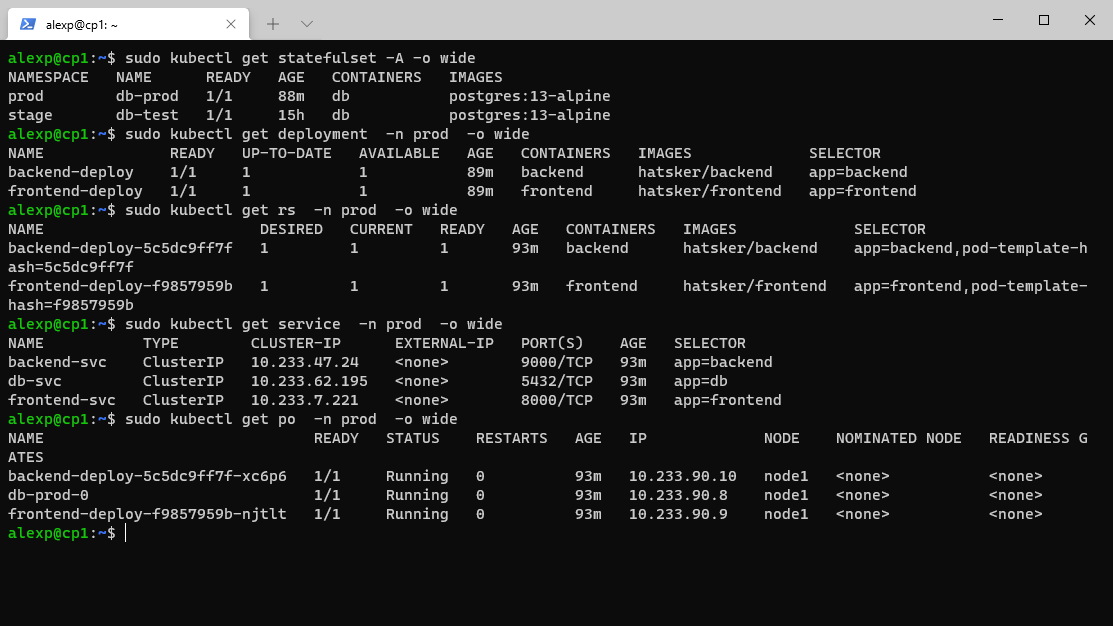 alexp@cp1: ~
alexp@cp1:~$ sudo kubectl get statefulset -A -o wide
NAMESPACE   NAME      READY   AGE   CONTAINERS   IMAGES
prod        db-prod   1/1     88m   db           postgres:13-alpine
stage       db-test   1/1     15h   db           postgres:13-alpine
alexp@cp1:~$ sudo kubectl get deployment  -n prod  -o wide
NAME              READY   UP-TO-DATE   AVAILABLE   AGE   CONTAINERS   IMAGES             SELECTOR
backend-deploy    1/1     1            1           89m   backend      hatsker/backend    app=backend
frontend-deploy   1/1     1            1           89m   frontend     hatsker/frontend   app=frontend
alexp@cp1:~$ sudo kubectl get rs  -n prod  -o wide
NAME                        DESIRED   CURRENT   READY   AGE   CONTAINERS   IMAGES             SELECTOR
backend-deploy-5c5dc9ff7f   1         1         1       93m   backend      hatsker/backend    app=backend,pod-template-h
ash=5c5dc9ff7f
frontend-deploy-f9857959b   1         1         1       93m   frontend     hatsker/frontend   app=frontend,pod-template-
hash=f9857959b
alexp@cp1:~$ sudo kubectl get service  -n prod  -o wide
NAME           TYPE        CLUSTER-IP      EXTERNAL-IP   PORT(S)    AGE   SELECTOR
backend-svc    ClusterIP   10.233.47.24    <none>        9000/TCP   93m   app=backend
db-svc         ClusterIP   10.233.62.195   <none>        5432/TCP   93m   app=db
frontend-svc   ClusterIP   10.233.7.221    <none>        8000/TCP   93m   app=frontend
alexp@cp1:~$ sudo kubectl get po  -n prod  -o wide
NAME                              READY   STATUS    RESTARTS   AGE   IP             NODE    NOMINATED NODE   READINESS G
ATES
backend-deploy-5c5dc9ff7f-xc6p6   1/1     Running   0          93m   10.233.90.10   node1   <none>           <none>
db-prod-0                         1/1     Running   0          93m   10.233.90.8    node1   <none>           <none>
frontend-deploy-f9857959b-njtlt   1/1     Running   0          93m   10.233.90.9    node1   <none>           <none>
alexp@cp1:~$